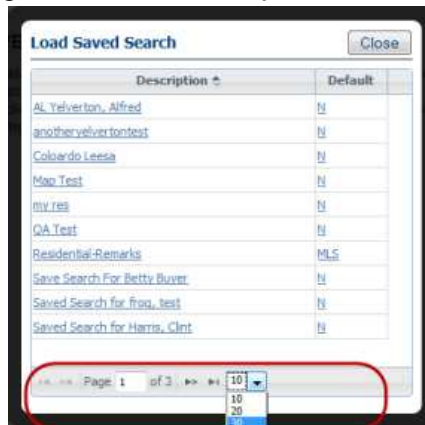 Load Saved Search Close
Description Default
AL Yelverton, Alfred N
anotheryelvertontest N
Coloardo Leesa N
Map Test N
my res N
QA Test N
Residential-Remarks MLS
Save Search For Betty Buyer N
Saved Search for frog, test N
Saved Search for Harris, Clint N
Page 1 of 3 10
10
20
30